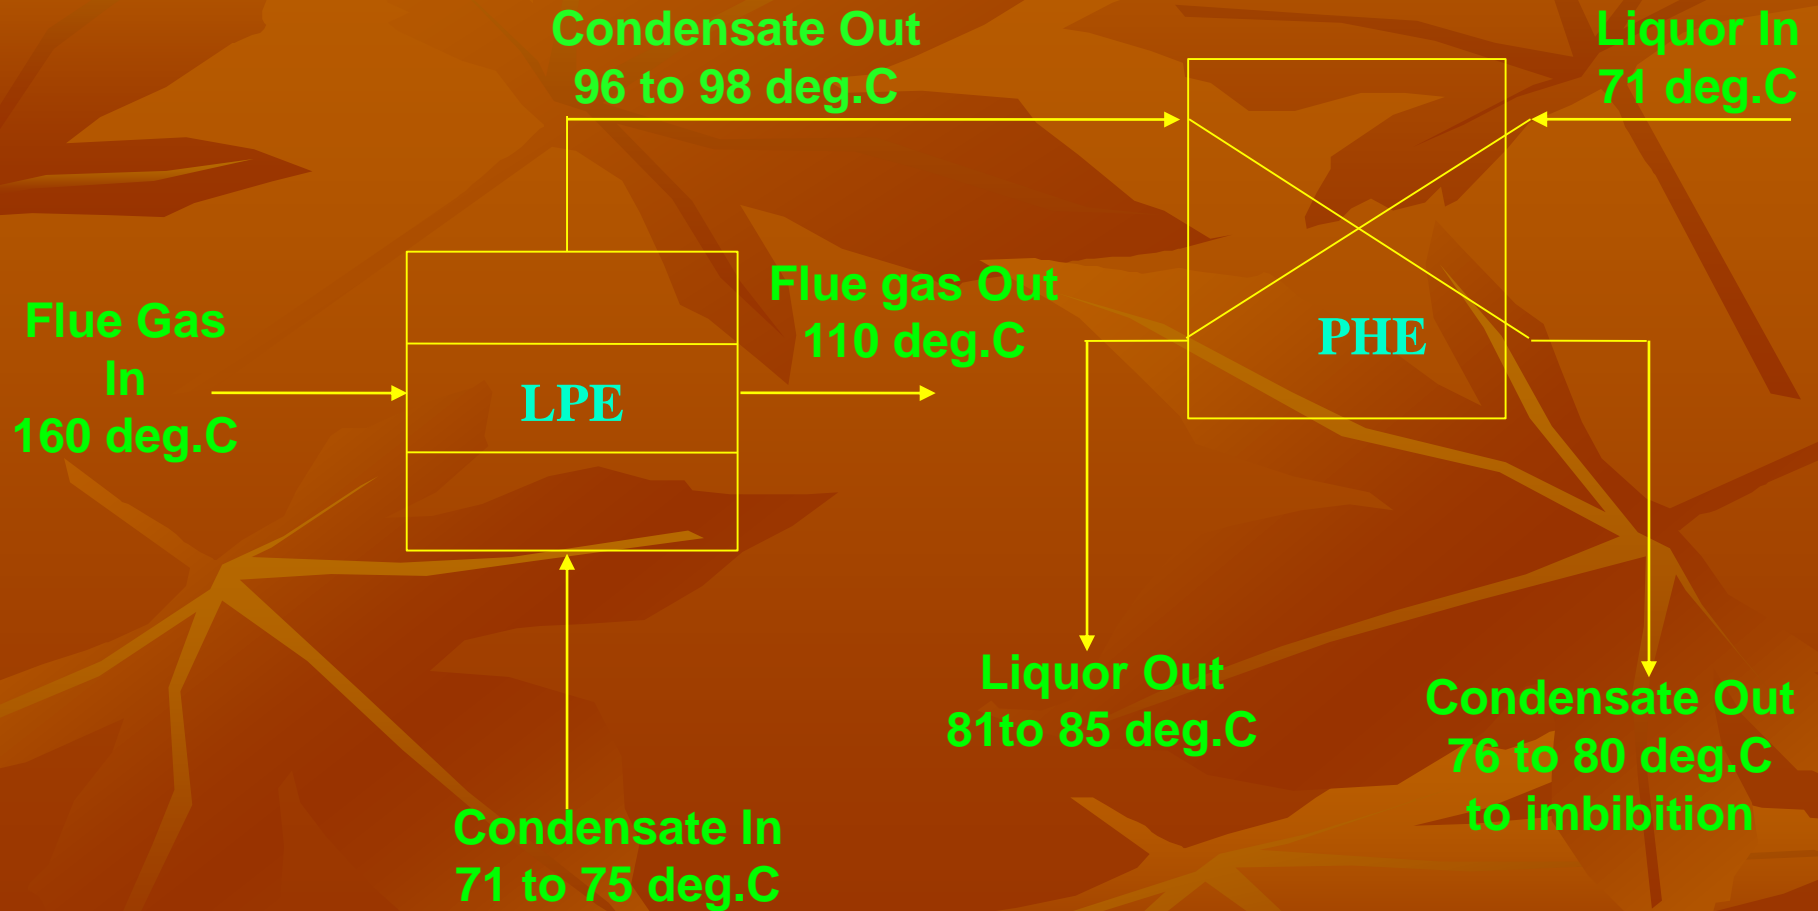 Condensate Out
96 to 98 deg.C
Liquor In
71 deg.C
Flue Gas
In
160 deg.C
LPE
Flue gas Out
110 deg.C
PHE
Liquor Out
81to 85 deg.C
Condensate Out
76 to 80 deg.C
to imbibition
Condensate In
71 to 75 deg.C